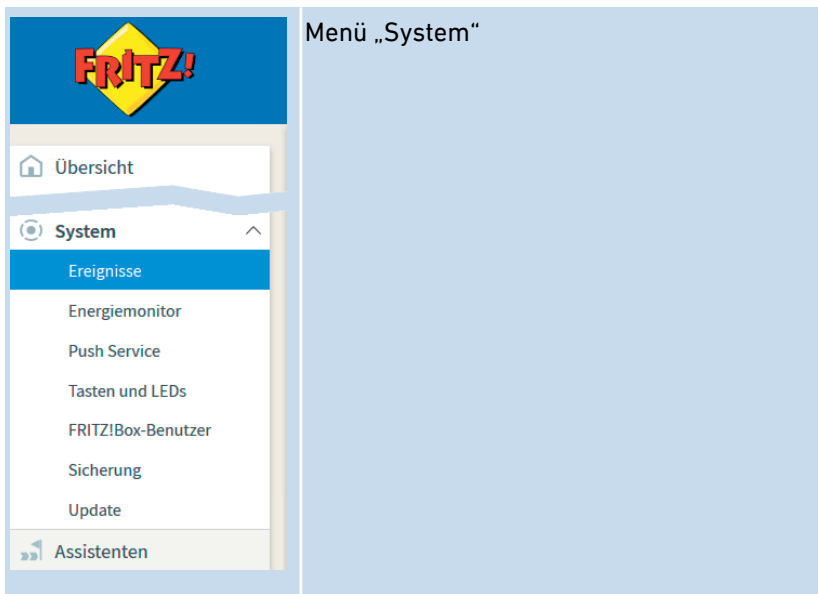 FRITZ!
Menü „System“
Übersicht
System
Ereignisse
Energiemonitor
Push Service
Tasten und LEDs
FRITZ!Box-Benutzer
Sicherung
Update
Assistenten